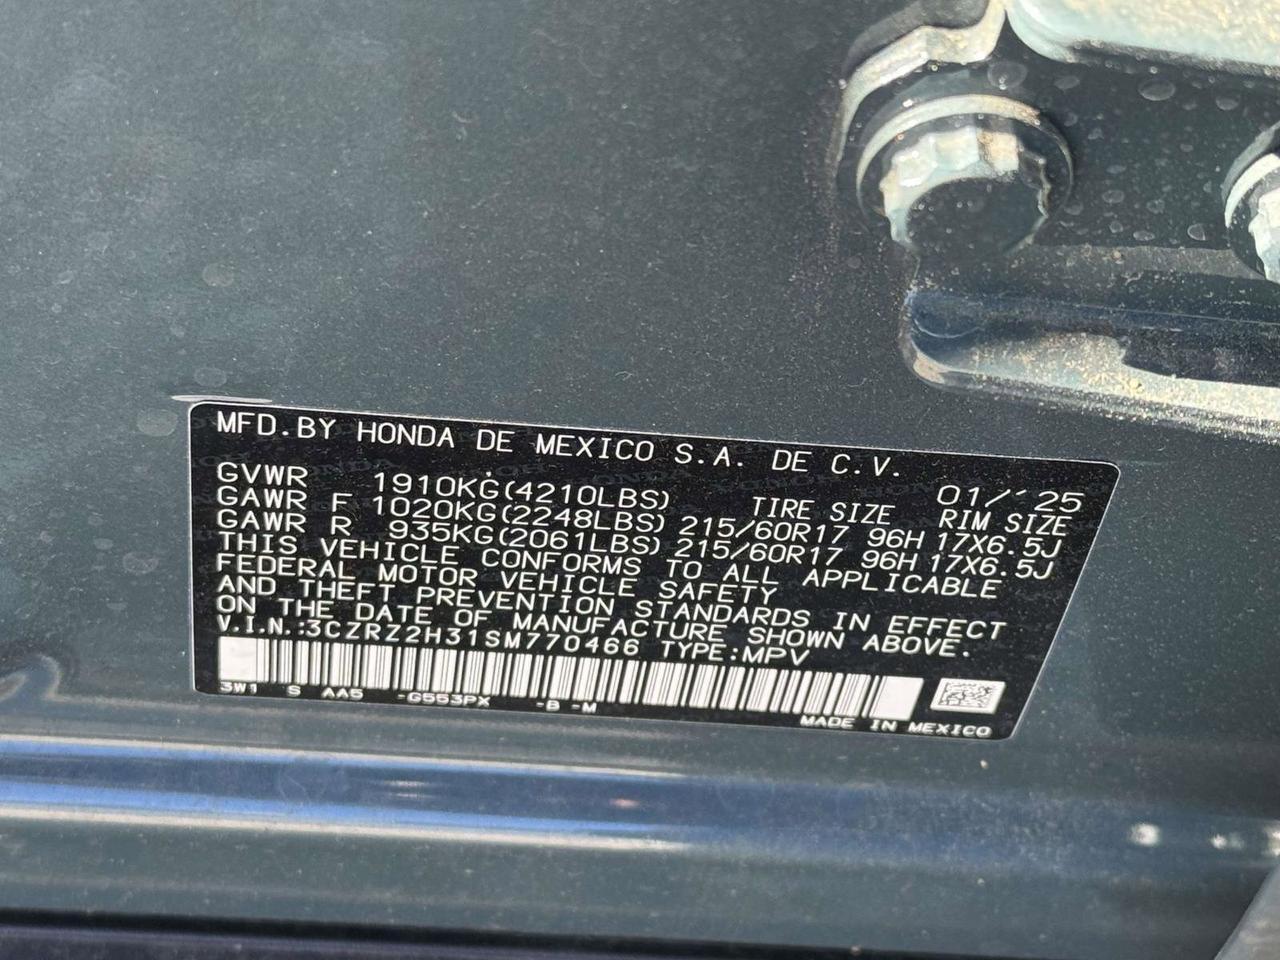 MFD.BY HONDA DE MEXICO S.A. DE C.V.
GVWR 1910KG(4210LBS) TIRE SIZE 01/'25 RIM SIZE
GAWR F 1020KG(2248LBS) 215/60R17 96H 17X6.5J
GAWR R 935KG(2061LBS) 215/60R17 96H 17X6.5J
THIS VEHICLE CONFORMS TO ALL APPLICABLE
FEDERAL MOTOR VEHICLE SAFETY
AND THEFT PREVENTION STANDARDS IN EFFECT
ON THE DATE OF MANUFACTURE SHOWN ABOVE.
V.I.N.:3CZRZ2H31SM770466 TYPE:MPV
3W1 S AA5 -G553PX -B -M
MADE IN MEXICO